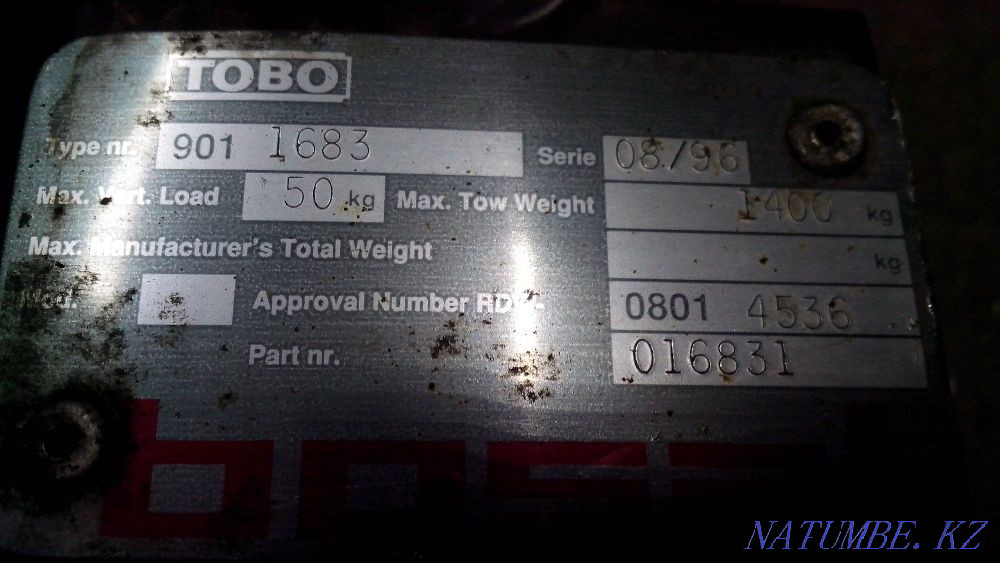 TOBO
Type nr. 901 1683 Serie 08/96
Max. Vert. Load 50 kg Max. Tow Weight 1400 kg
Max. Manufacturer's Total Weight kg
Approval Number 0801 4536
Part nr. 016831
bosal
NATUMBE.KZ